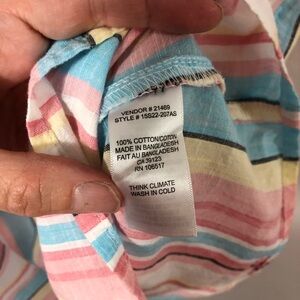 VENDOR # 21469
STYLE # 15S22-207AS
100% COTTON/COTON
MADE IN BANGLADESH
FAIT AU BANGLADESH
CA 39123
RN 106517
THINK CLIMATE
WASH IN COLD